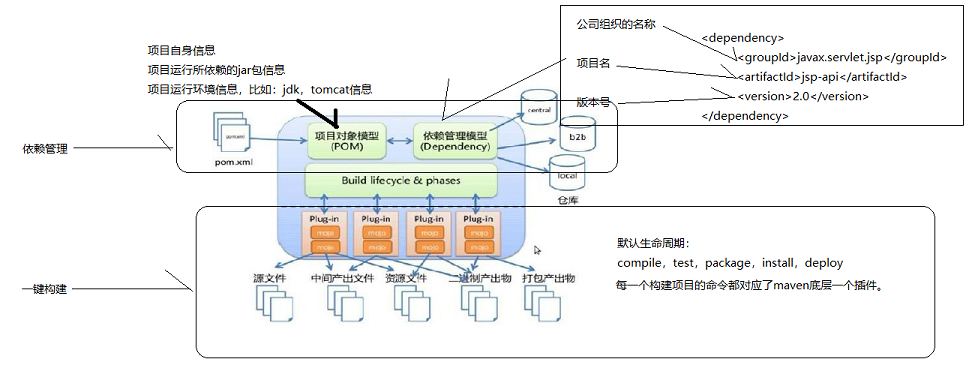 公司组织的名称
<dependency>
<groupId>javax.servlet.jsp</groupId>
项目名
<artifactId>jsp-api</artifactId>
版本号
<version>2.0</version>
</dependency>
项目自身信息
项目运行所依赖的jar包信息
项目运行环境信息，比如：jdk，tomcat信息
依赖管理
pom.xml
pom.xml
项目对象模型
(POM)
依赖管理模型
(Dependency)
central
b2b
local
仓库
Build lifecycle & phases
Plug-in
mojo
mojo
Plug-in
mojo
mojo
Plug-in
mojo
mojo
Plug-in
mojo
mojo
一键构建
源文件
中间产出文件
资源文件
二进制产出物
打包产出物
默认生命周期：
compile，test，package，install，deploy
每一个构建项目的命令都对应了maven底层一个插件。